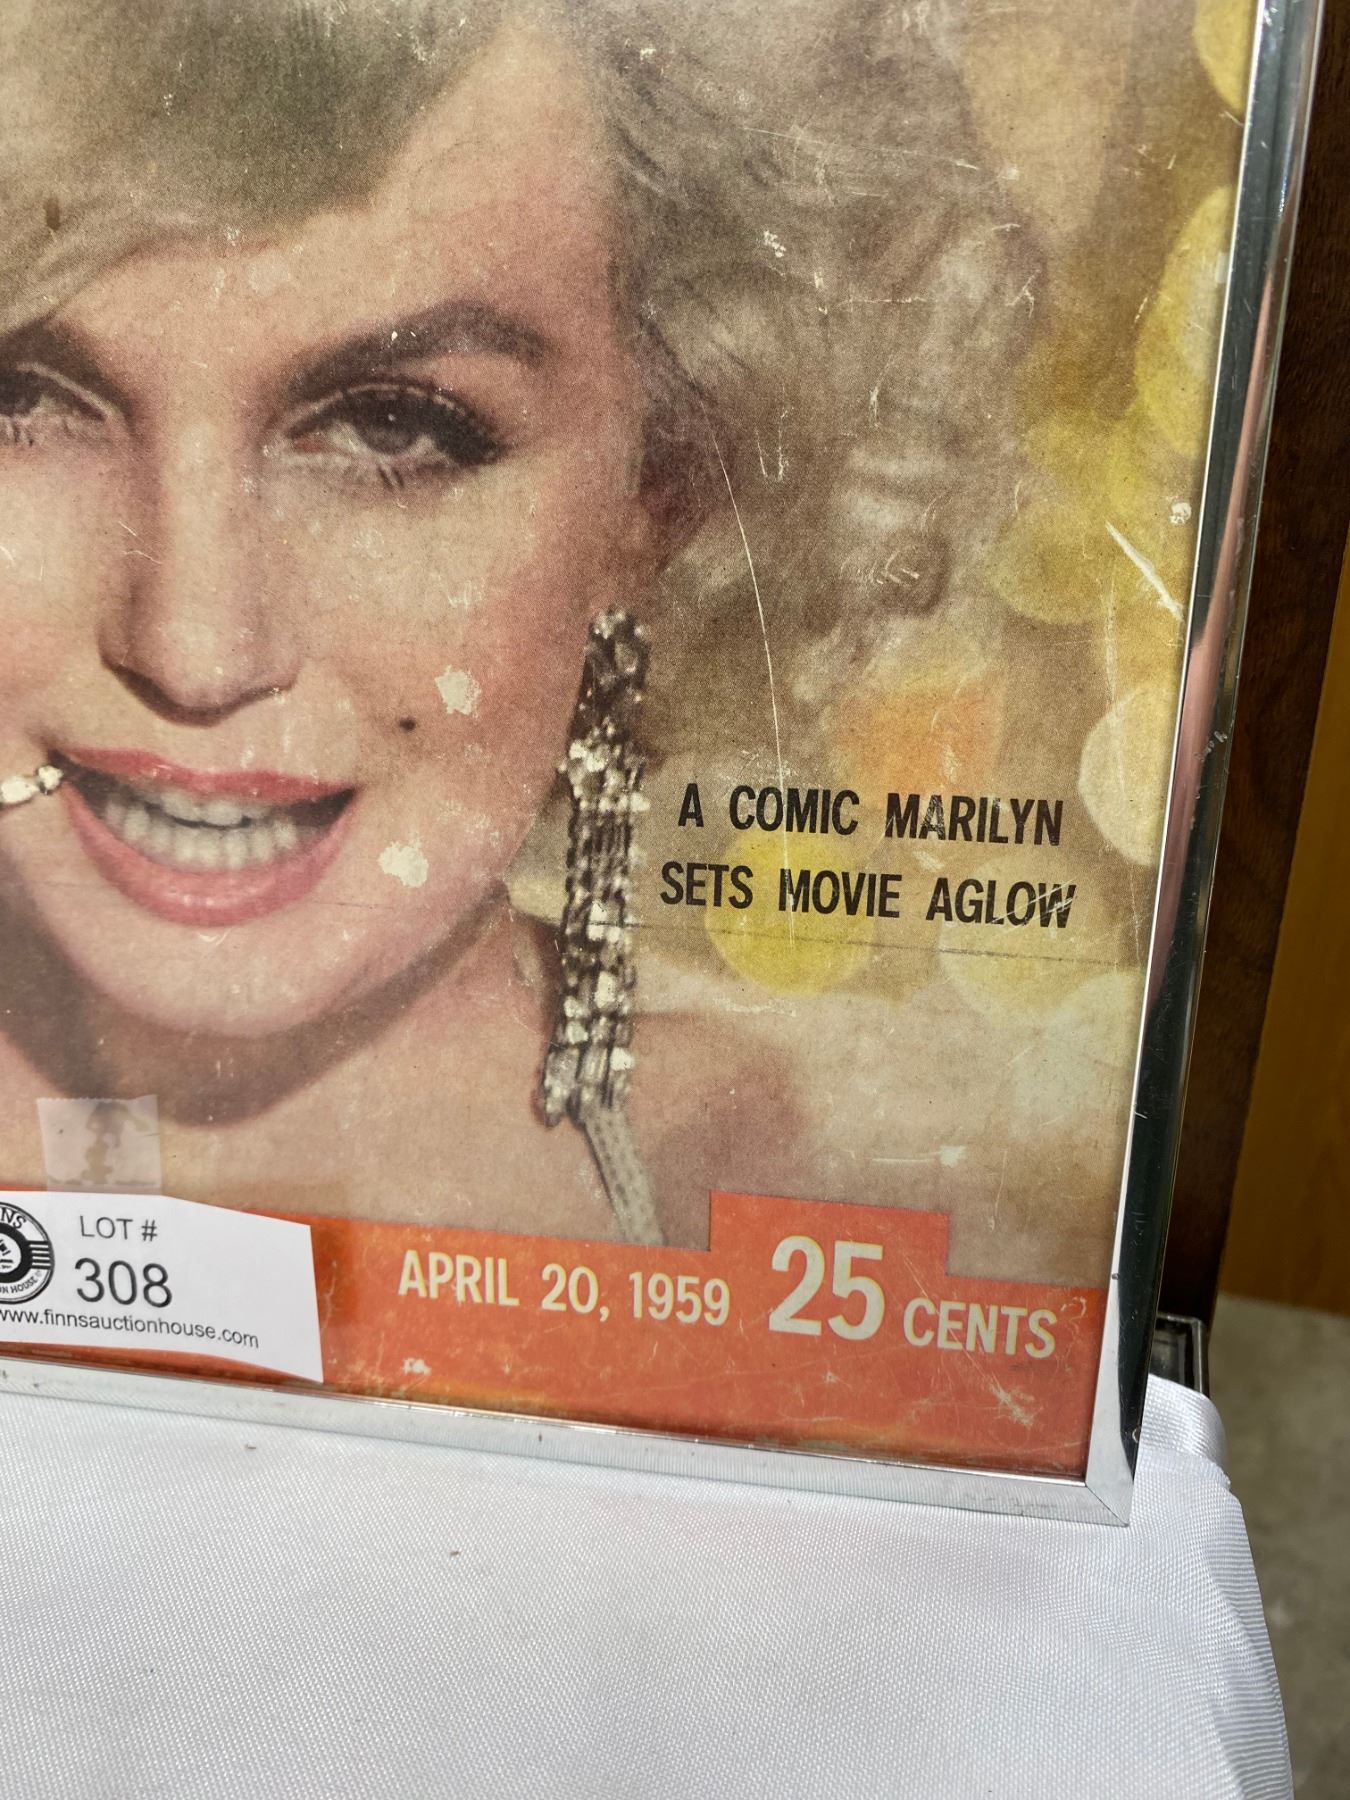 A COMIC MARILYN
SETS MOVIE AGLOW
LOT #
308
www.finnsauctionhouse.com
APRIL 20, 1959 25 CENTS